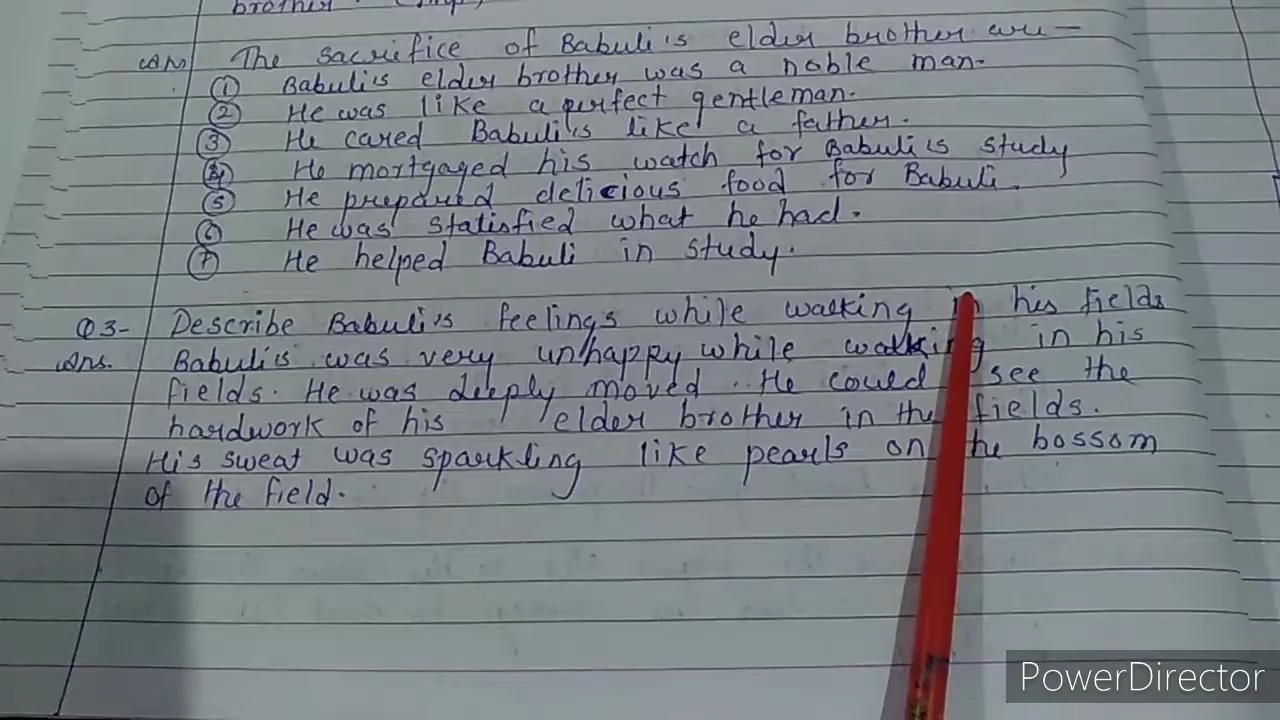 brother.
Ans The sacrifice of Babuli's elder brother are —
① Babuli's elder brother was a noble man.
② He was like a perfect gentleman.
③ He cared Babuli's like a father.
④ He mortgaged his watch for Babuli's study
⑤ He prepared delicious food for Babuli.
⑥ He was statisfied what he had.
⑦ He helped Babuli in study.
Q3- Describe Babuli's feelings while walking in his fields
Ans. Babuli's was very unhappy while walking in his
fields. He was deeply moved. He could see the
hardwork of his elder brother in the fields.
His sweat was sparkling like pearls on the bossom
of the field.
PowerDirector